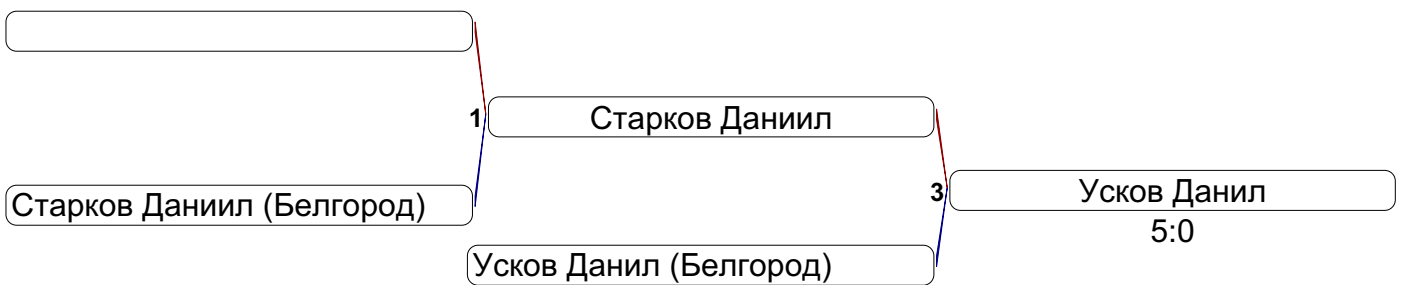 1
Старков Даниил
Старков Даниил (Белгород)
3
Усков Данил
5:0
Усков Данил (Белгород)